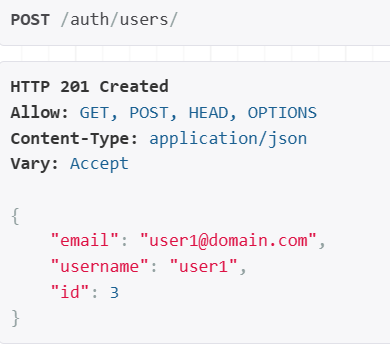 POST /auth/users/
HTTP 201 Created
Allow: GET, POST, HEAD, OPTIONS
Content-Type: application/json
Vary: Accept
{
"email": "user1@domain.com",
"username": "user1",
"id": 3
}